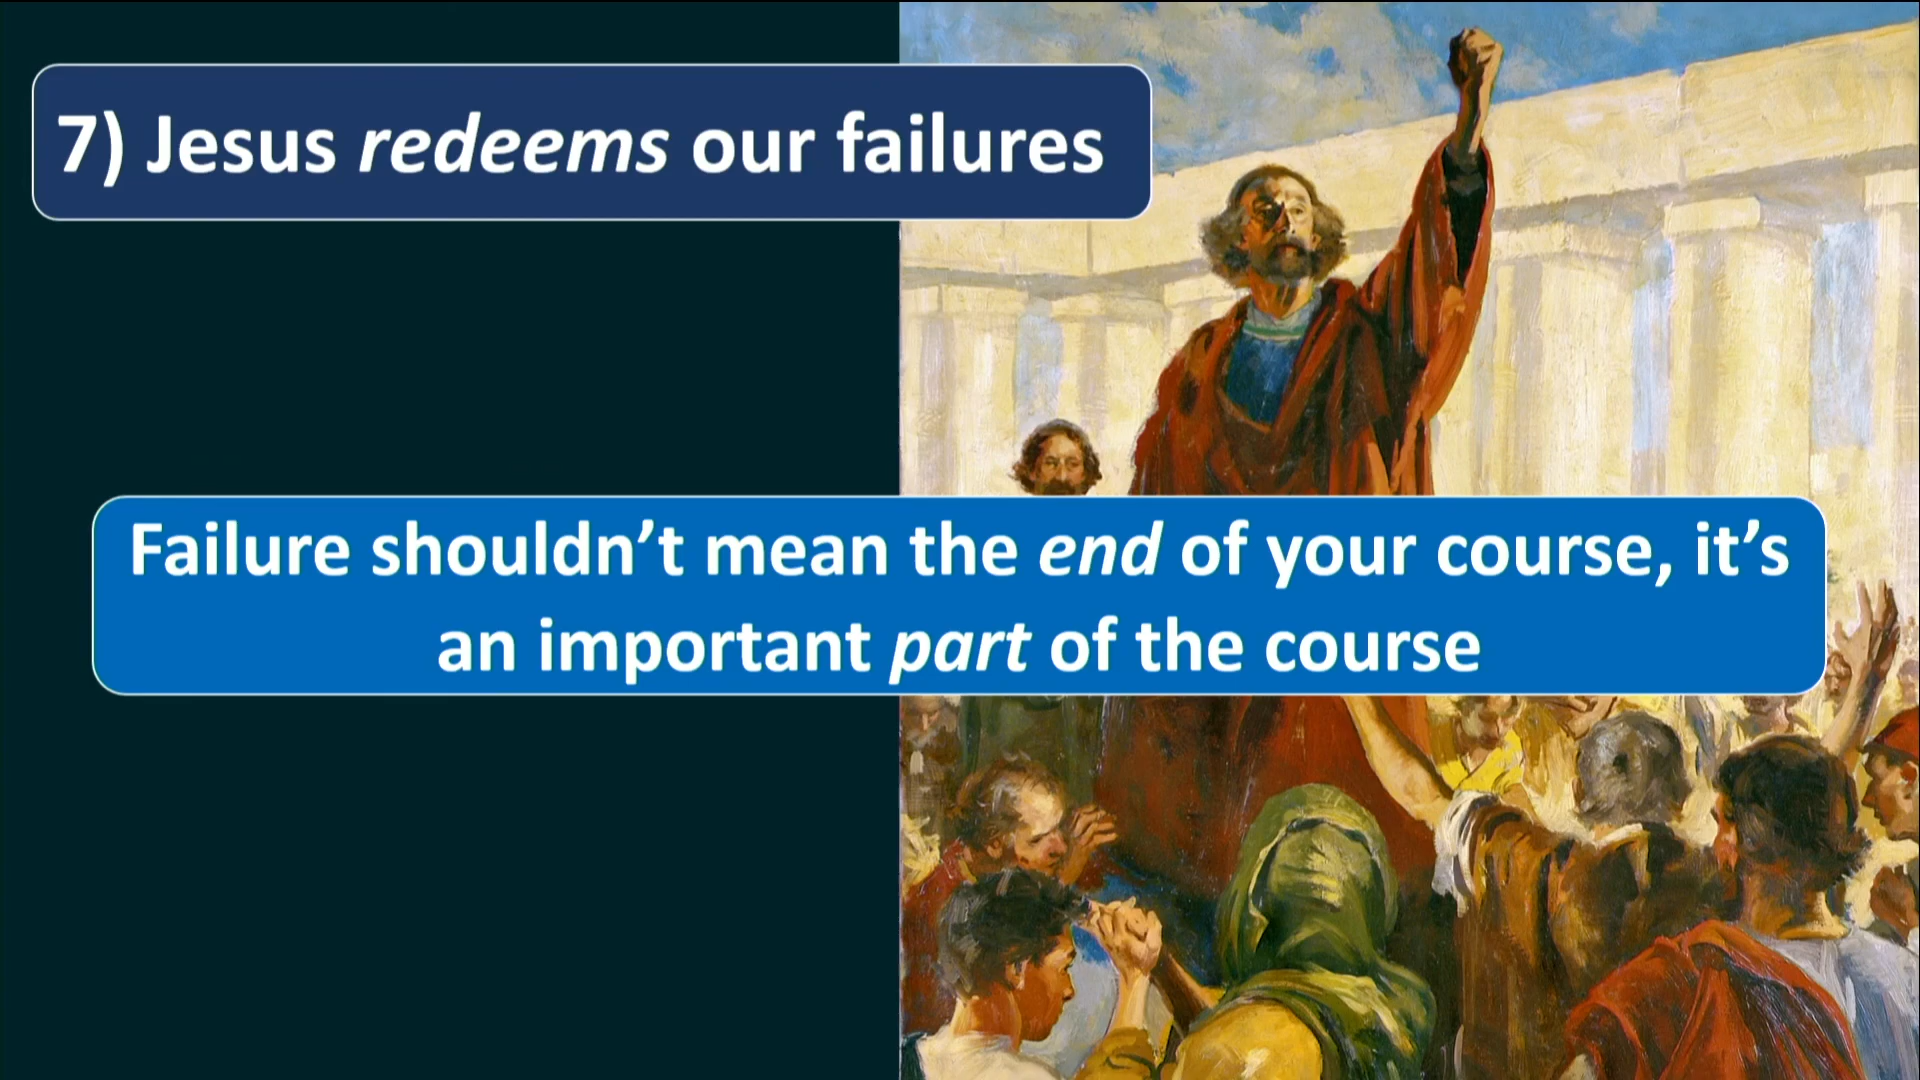 7) Jesus redeems our failures
Failure shouldn’t mean the end of your course, it’s
an important part of the course